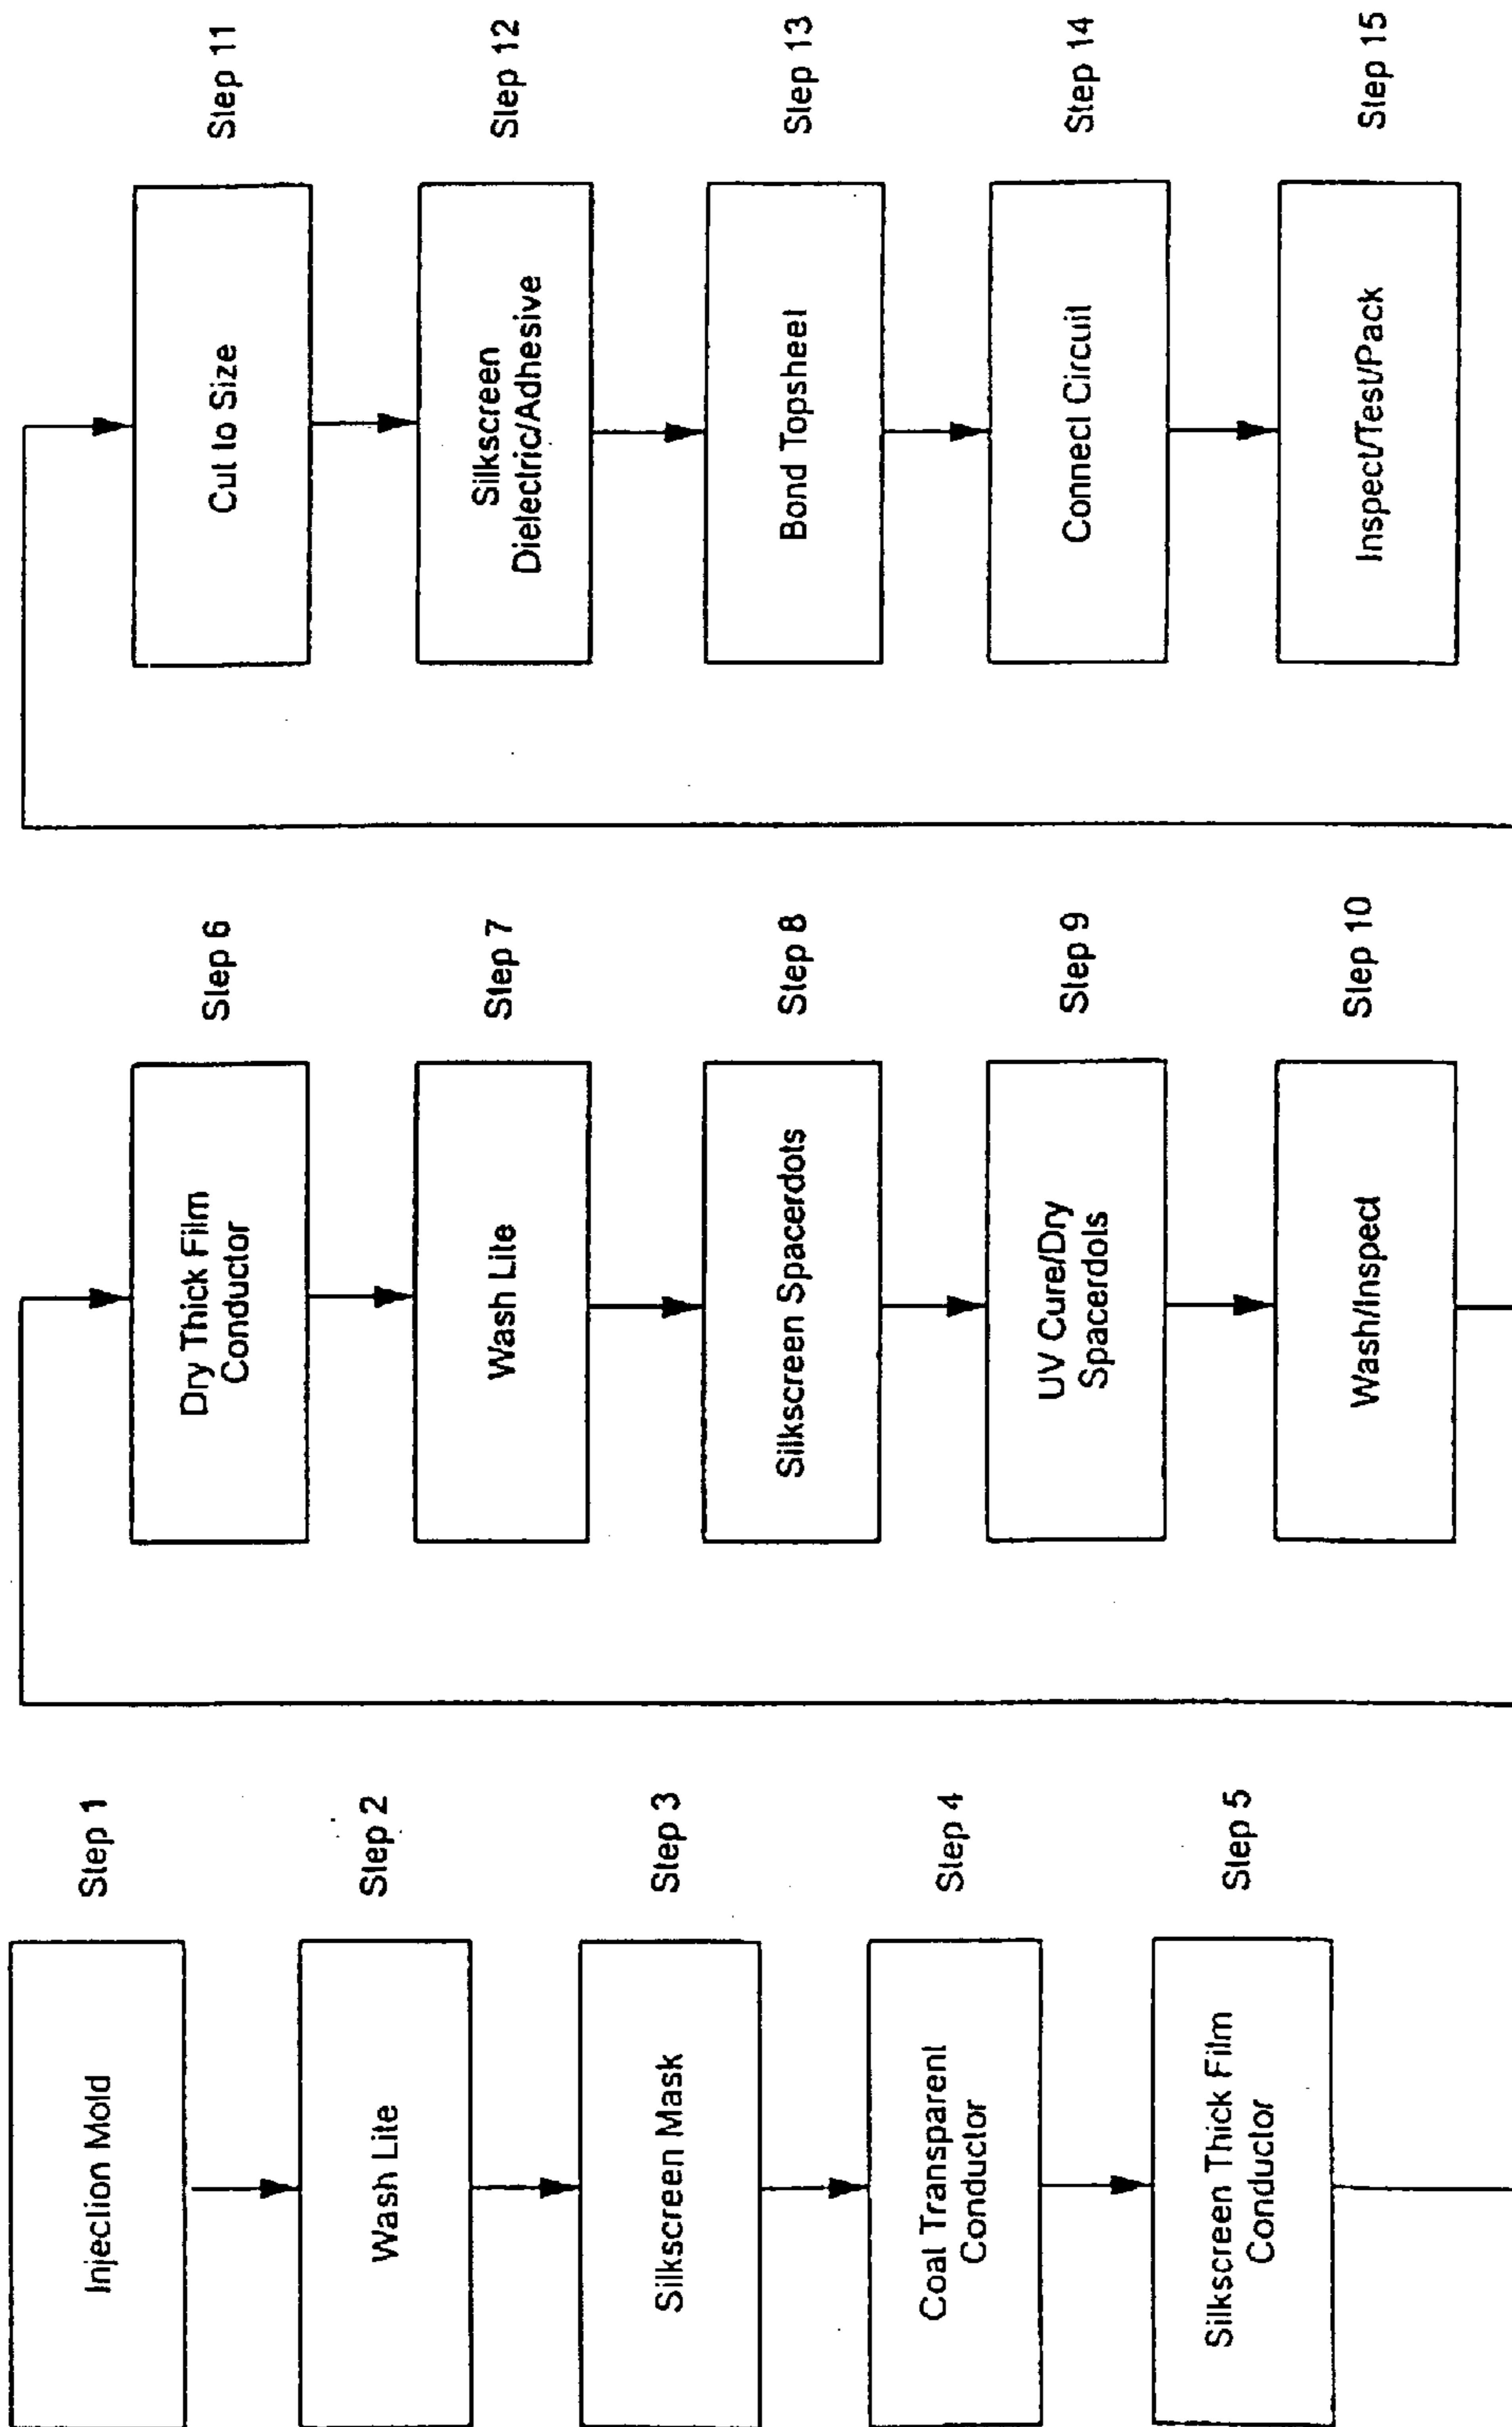 Injection Mold
Step 1
Wash Lite
Step 2
Silkscreen Mask
Step 3
Coat Transparent
Conductor
Step 4
Silkscreen Thick Film
Conductor
Step 5
Dry Thick Film
Conductor
Step 6
Wash Lite
Step 7
Silkscreen Spacerdots
Step 8
UV Cure/Dry
Spacerdots
Step 9
Wash/Inspect
Step 10
Cut to Size
Step 11
Silkscreen
Dielectric/Adhesive
Step 12
Bond Topsheet
Step 13
Connect Circuit
Step 14
Inspect/Test/Pack
Step 15